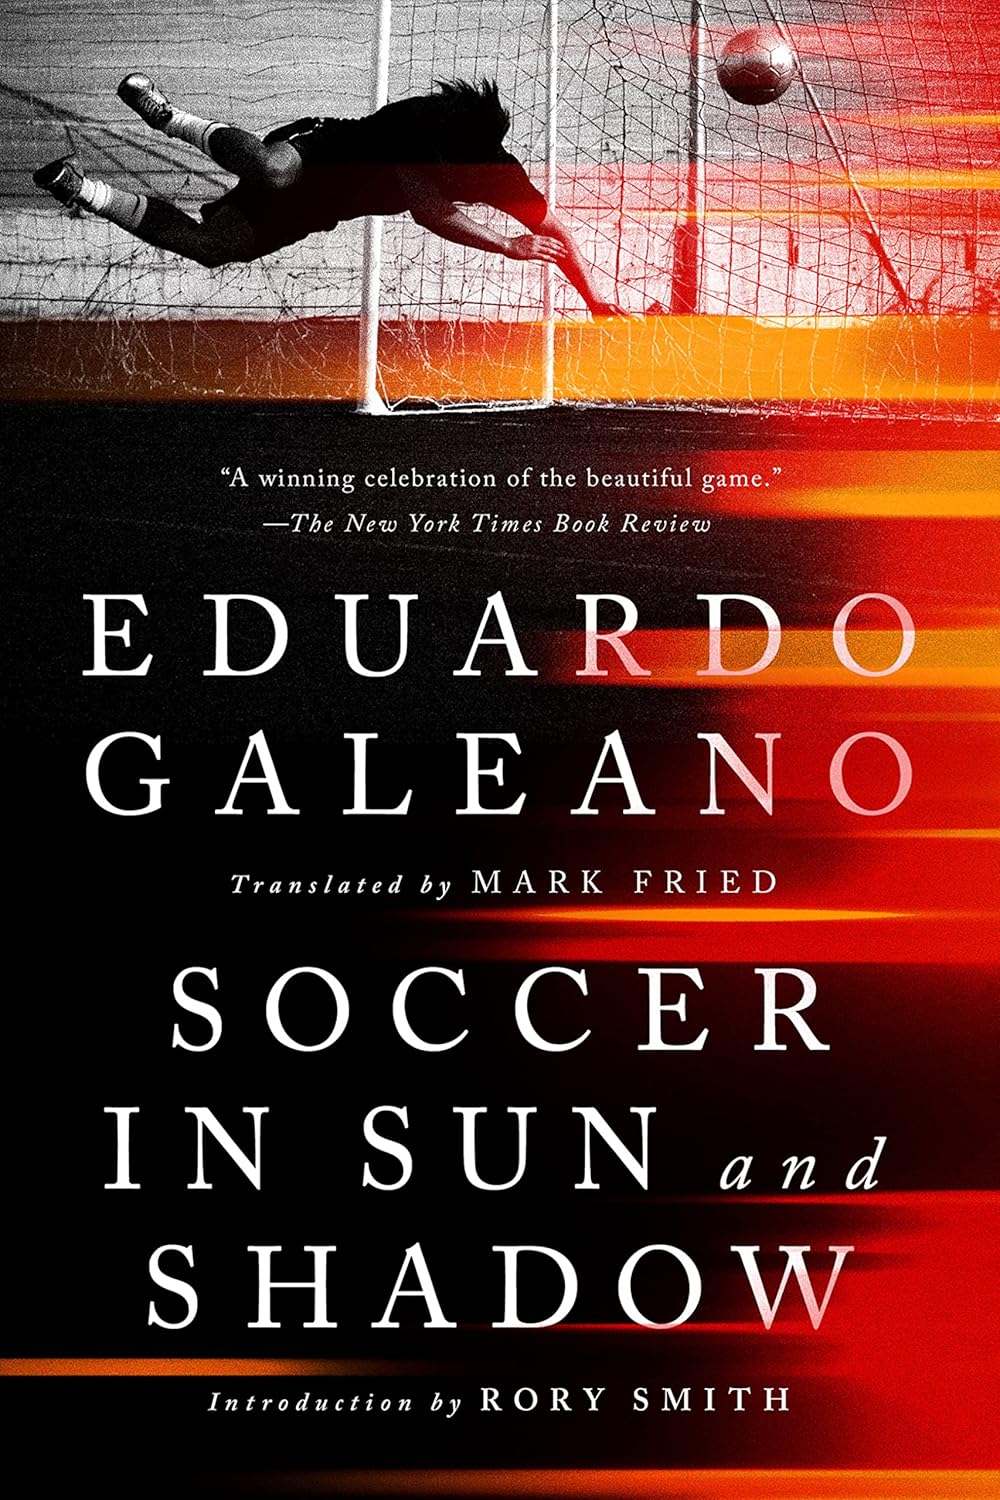 “A winning celebration of the beautiful game.”
—The New York Times Book Review
EDUARDO
GALEANO
Translated by MARK FRIED
SOCCER
IN SUN and
SHADOW
Introduction by RORY SMITH